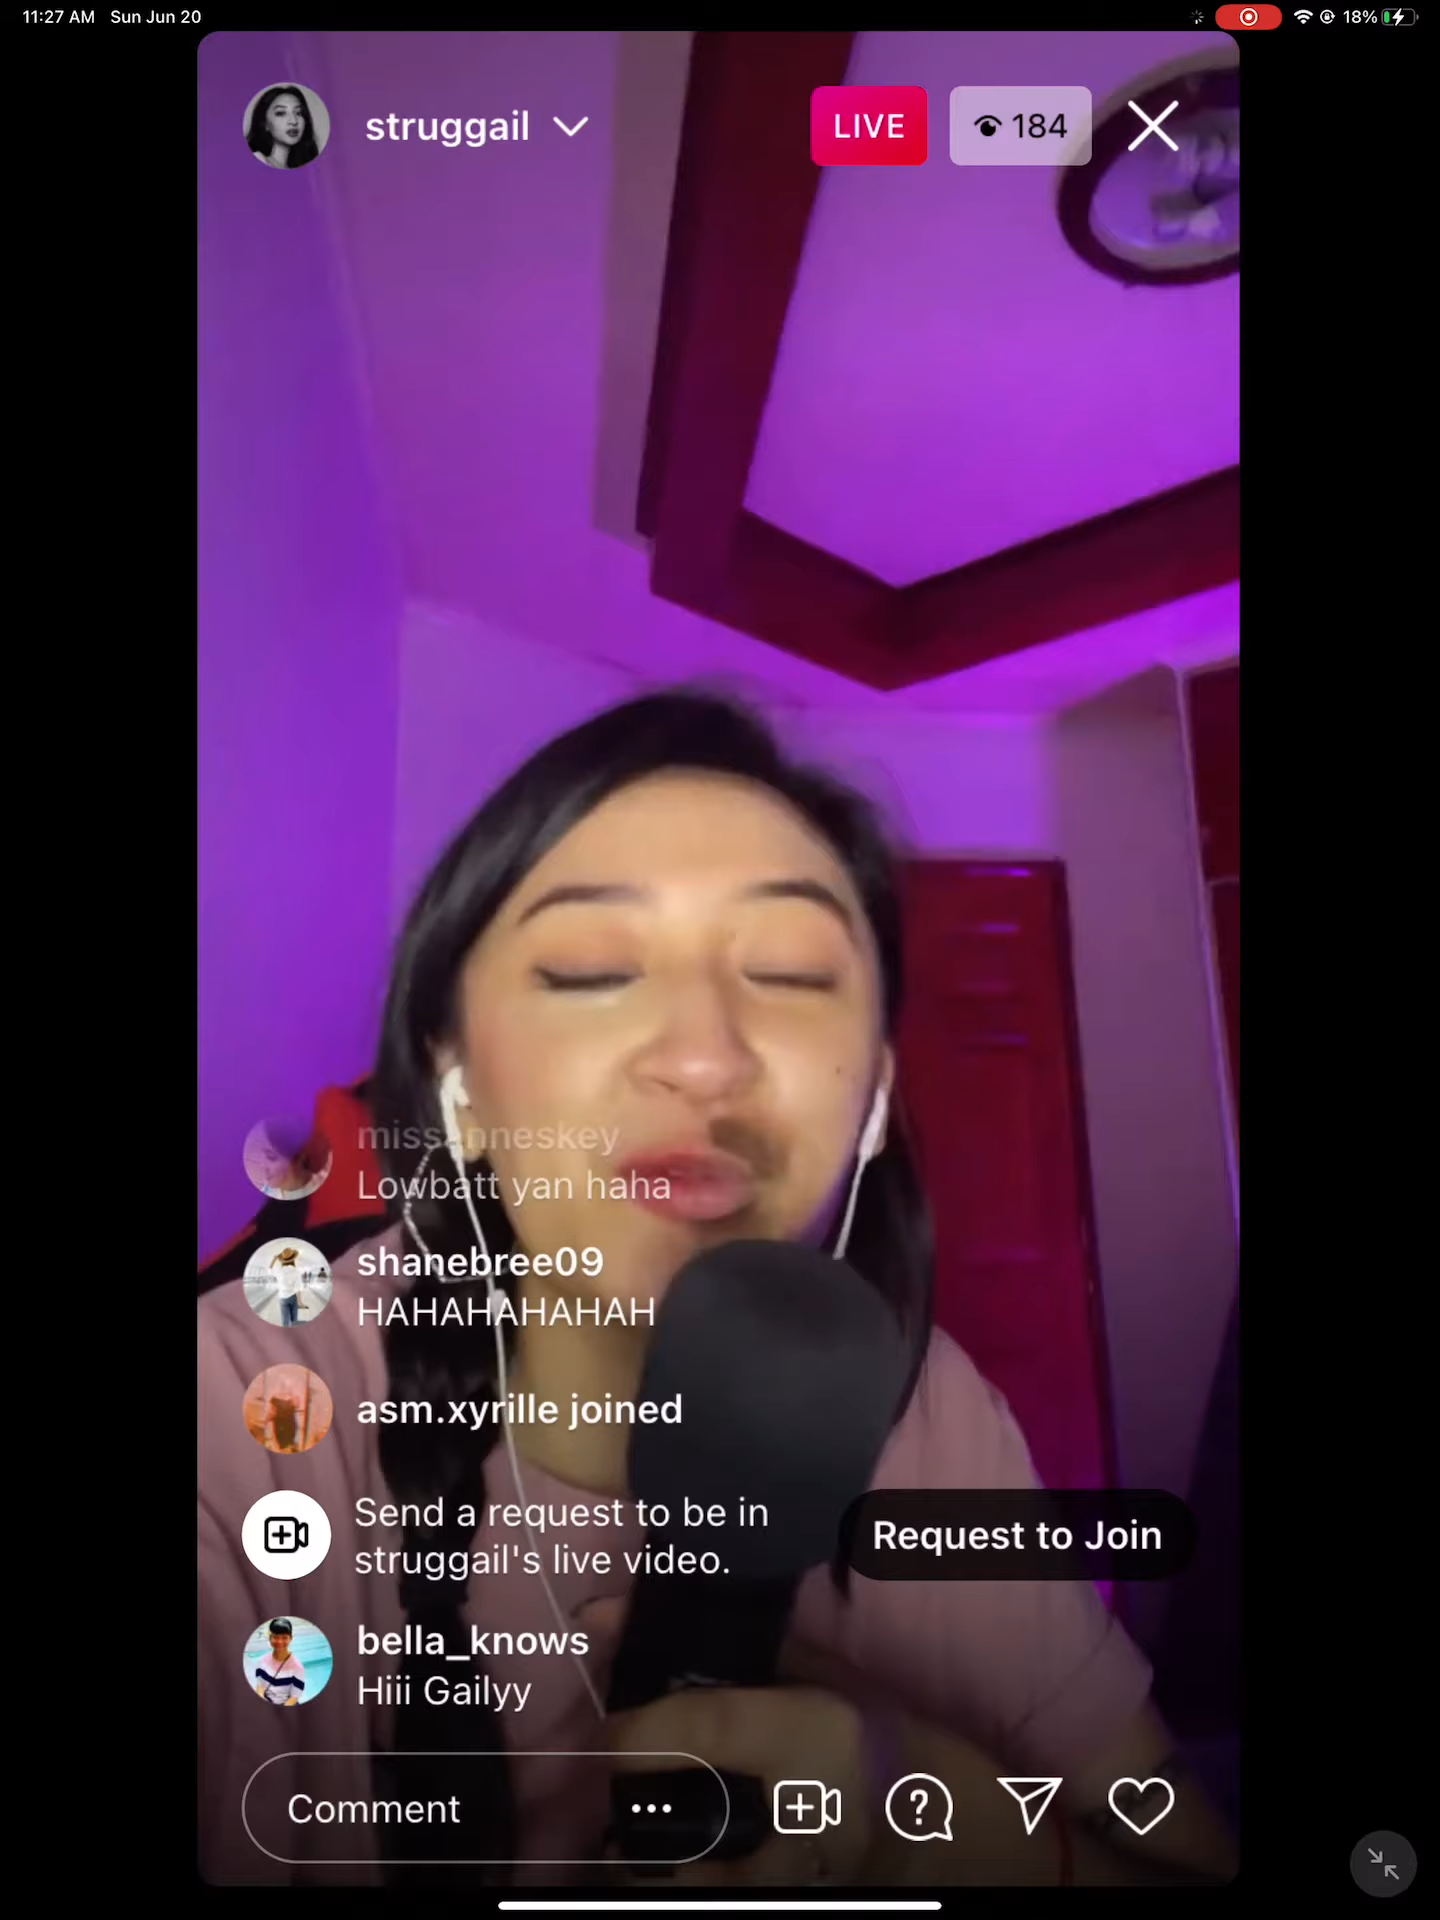 11:27 AM Sun Jun 20
18%
struggail
LIVE
184
missanneskey
Lowbatt yan haha
shanebree09
HAHAHAHAHAH
asm.xyrille joined
Send a request to be in
struggail's live video.
Request to Join
bella_knows
Hiii Gailyy
Comment